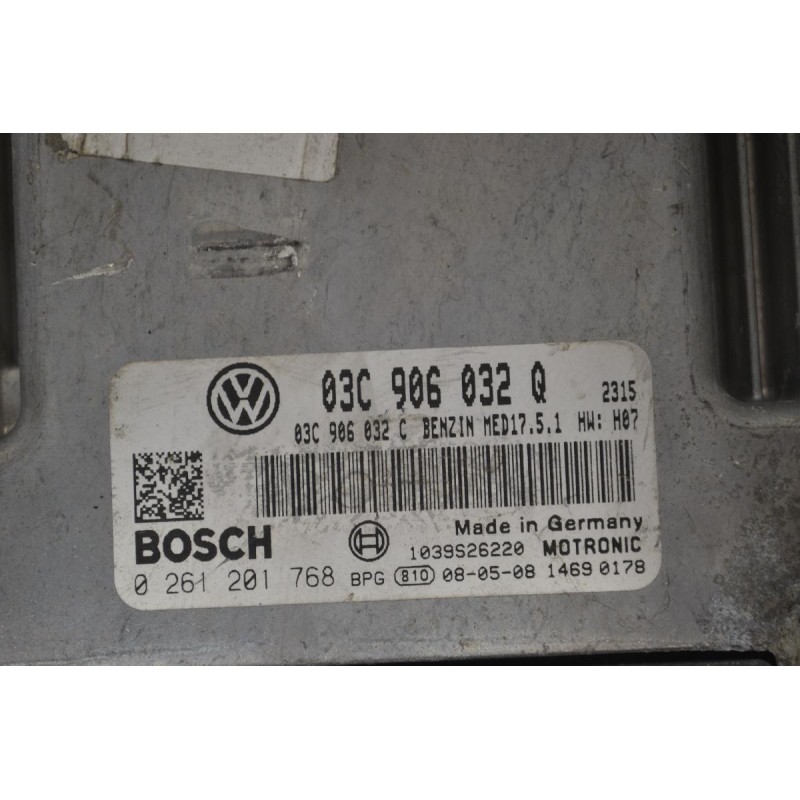 03C 906 032 Q 2315
03C 906 032 C BENZIN MED17.5.1 HW: H07
Made in Germany
BOSCH 1039S26220 MOTRONIC
0 261 201 768 BPG 810 08-05-08 1469 0178